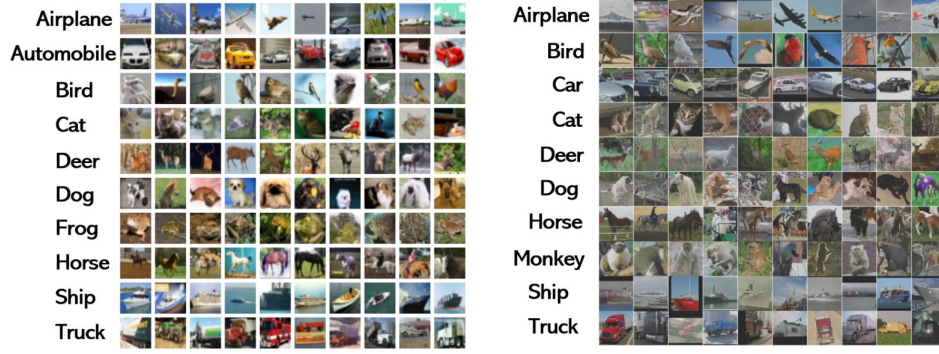 Airplane
Automobile
Bird
Cat
Deer
Dog
Frog
Horse
Ship
Truck
Airplane
Bird
Car
Cat
Deer
Dog
Horse
Monkey
Ship
Truck